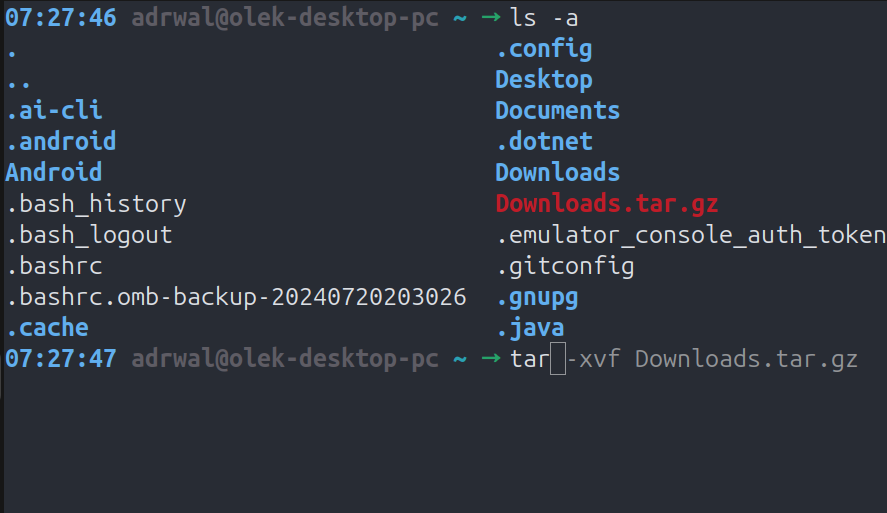 07:27:46 adrwal@olek-desktop-pc ~ → ls -a
. .config
.. Desktop
.ai-cli Documents
.android .dotnet
Android Downloads
.bash_history Downloads.tar.gz
.bash_logout .emulator_console_auth_token
.bashrc .gitconfig
.bashrc.omb-backup-20240720203026 .gnupg
.cache .java
07:27:47 adrwal@olek-desktop-pc ~ → tar -xvf Downloads.tar.gz